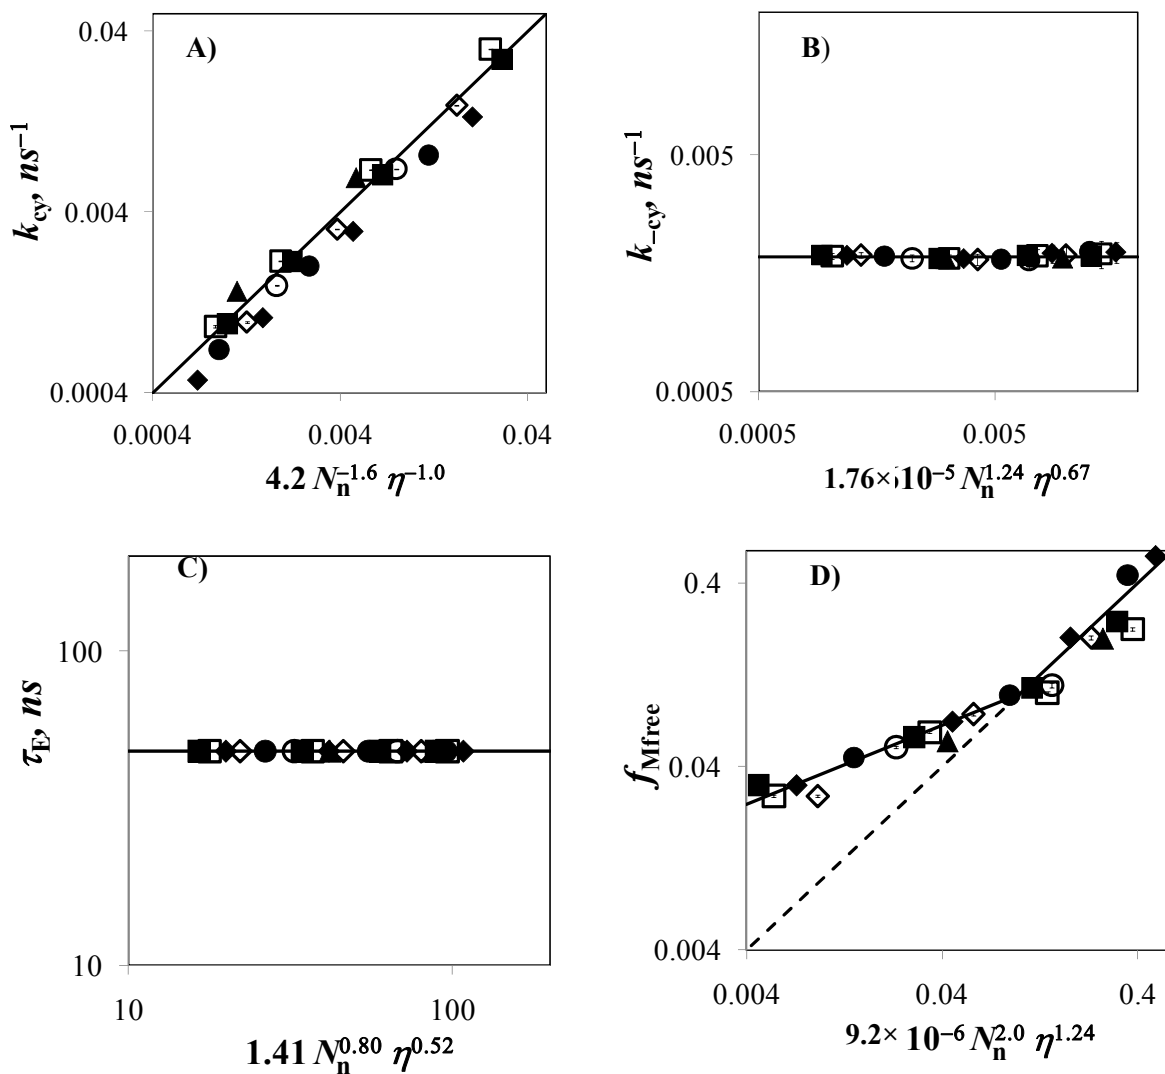 A)
k_cy, ns⁻¹
0.04
0.004
0.0004
0.0004 0.004 0.04
4.2 N_n^−1.6 η^−1.0
B)
k_−cy, ns⁻¹
0.005
0.0005
0.0005 0.005
1.76×10⁻⁵ N_n^1.24 η^0.67
C)
τ_E, ns
100
10
10 100
1.41 N_n^0.80 η^0.52
D)
f_Mfree
0.4
0.04
0.004
0.004 0.04 0.4
9.2× 10⁻⁶ N_n^2.0 η^1.24